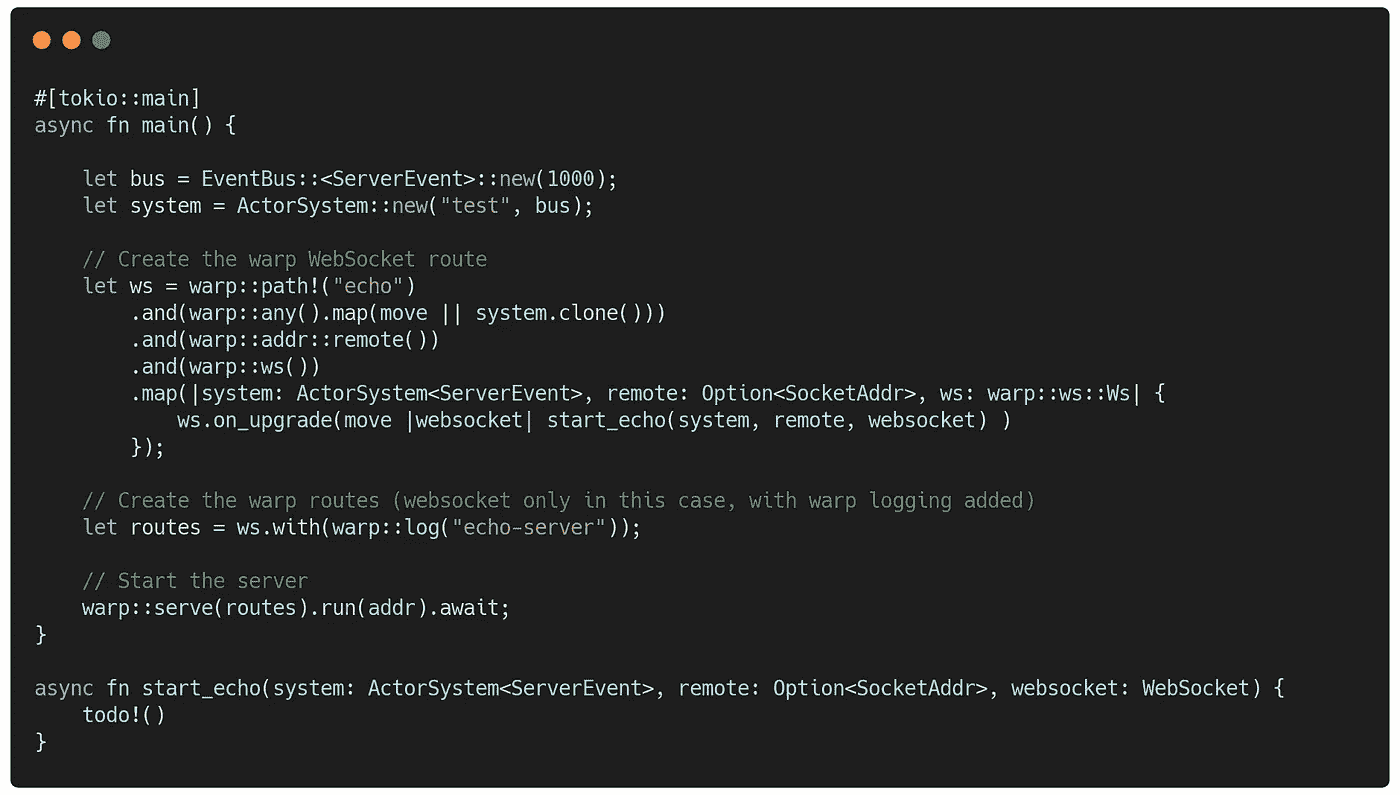 #[tokio::main]
async fn main() {
    let bus = EventBus::<ServerEvent>::new(1000);
    let system = ActorSystem::new("test", bus);
    // Create the warp WebSocket route
    let ws = warp::path!("echo")
        .and(warp::any().map(move || system.clone()))
        .and(warp::addr::remote())
        .and(warp::ws())
        .map(|system: ActorSystem<ServerEvent>, remote: Option<SocketAddr>, ws: warp::ws::Ws| {
            ws.on_upgrade(move |websocket| start_echo(system, remote, websocket) )
        });
    // Create the warp routes (websocket only in this case, with warp logging added)
    let routes = ws.with(warp::log("echo-server"));
    // Start the server
    warp::serve(routes).run(addr).await;
}
async fn start_echo(system: ActorSystem<ServerEvent>, remote: Option<SocketAddr>, websocket: WebSocket) {
    todo!()
}